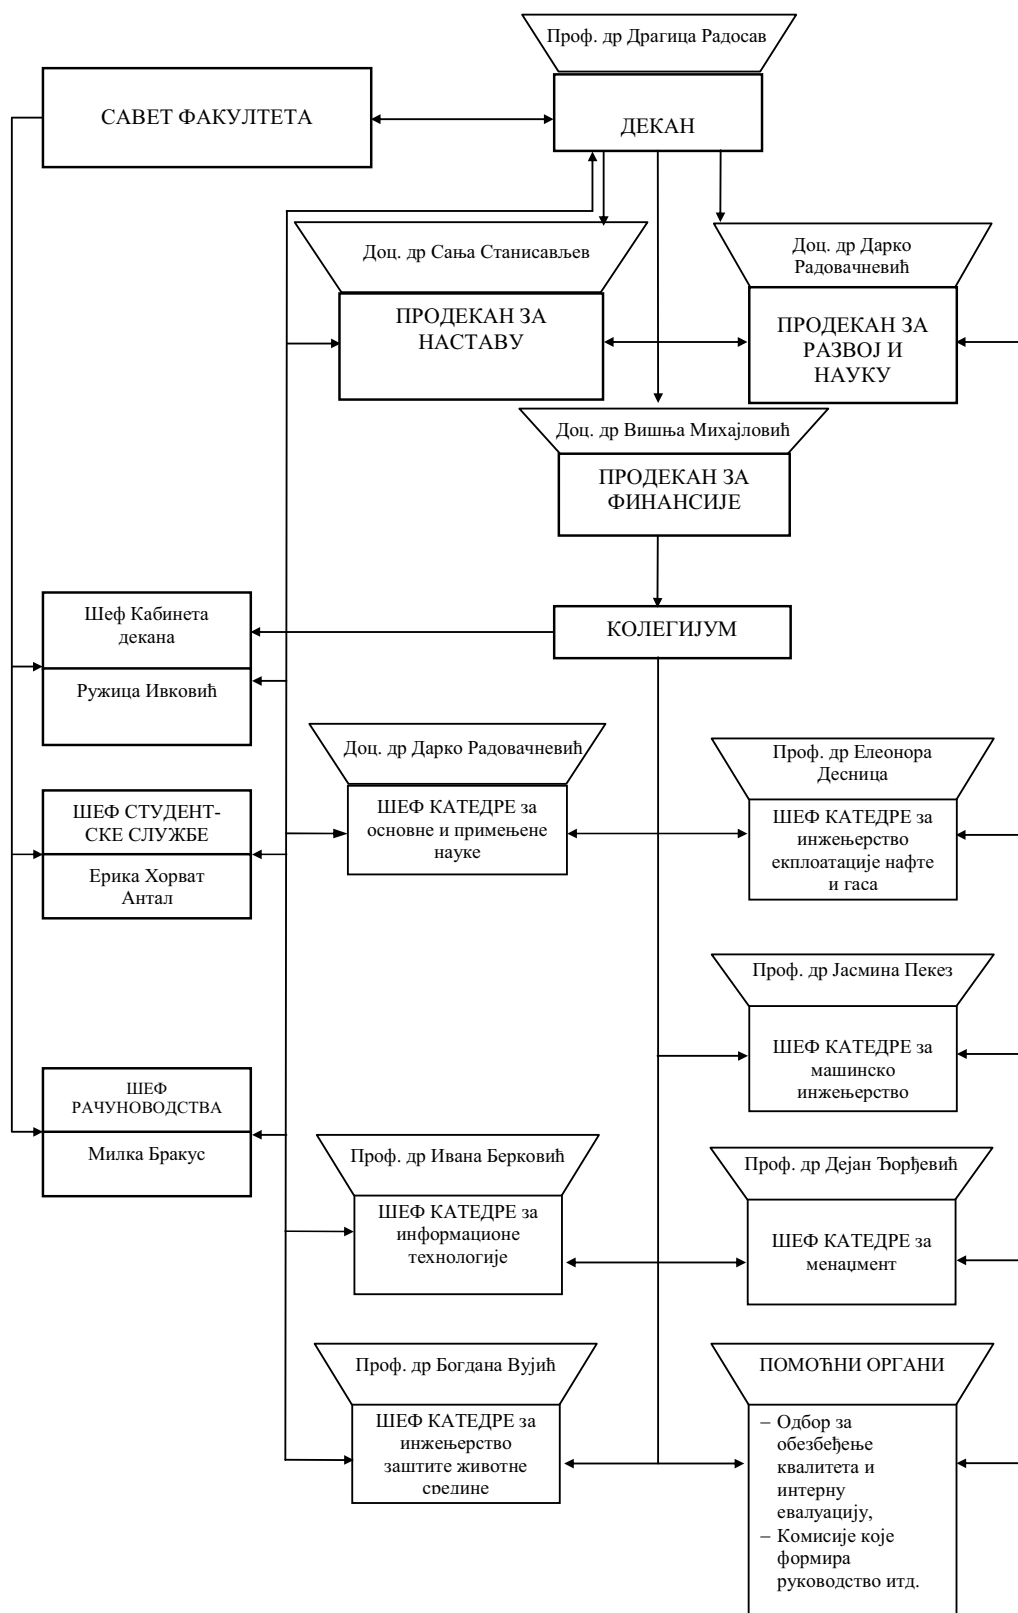 Проф. др Драгица Радосав
САВЕТ ФАКУЛТЕТА
ДЕКАН
Доц. др Сања Станисављев
ПРОДЕКАН ЗА
НАСТАВУ
Доц. др Дарко
Радовачневић
ПРОДЕКАН ЗА
РАЗВОЈ И
НАУКУ
Доц. др Вишња Михајловић
ПРОДЕКАН ЗА
ФИНАНСИЈЕ
Шеф Кабинета
декана
Ружица Ивковић
КОЛЕГИЈУМ
Доц. др Дарко Радовачневић
ШЕФ КАТЕДРЕ за
основне и примењене
науке
Проф. др Елеонора
Десница
ШЕФ КАТЕДРЕ за
инжењерство
експлоатације нафте
и гаса
ШЕФ СТУДЕНТ-
СКЕ СЛУЖБЕ
Ерика Хорват
Антал
Проф. др Јасмина Пекез
ШЕФ КАТЕДРЕ за
машинско
инжењерство
ШЕФ
РАЧУНОВОДСТВА
Милка Бракус
Проф. др Ивана Берковић
ШЕФ КАТЕДРЕ за
информационе
технологије
Проф. др Дејан Ђорђевић
ШЕФ КАТЕДРЕ за
менаџмент
Проф. др Богдана Вујић
ШЕФ КАТЕДРЕ за
инжењерство
заштите животне
средине
ПОМОЋНИ ОРГАНИ
– Одбор за
обезбеђење
квалитета и
интерну
евалуацију,
– Комисије које
формира
руководство итд.